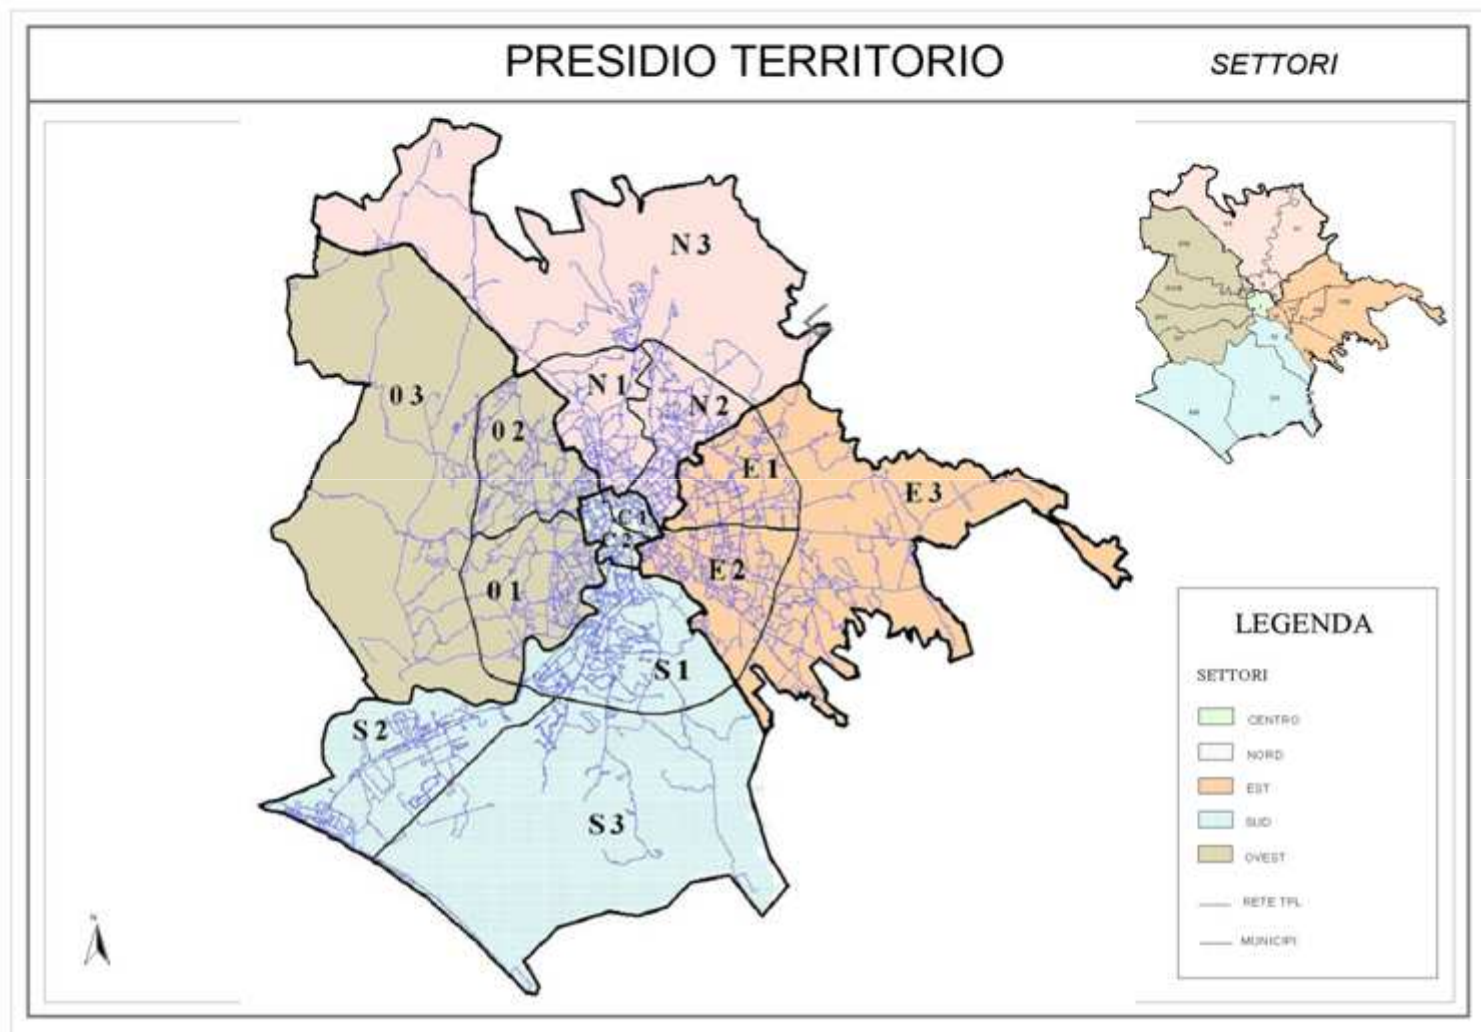 PRESIDIO TERRITORIO
SETTORI
N 3
N 1
N 2
0 3
0 2
E 1
E 3
C 1
C 2
E 2
0 1
S 1
S 2
S 3
N
LEGENDA
SETTORI
CENTRO
NORD
EST
SUD
OVEST
RETE TPL
MUNICIPI